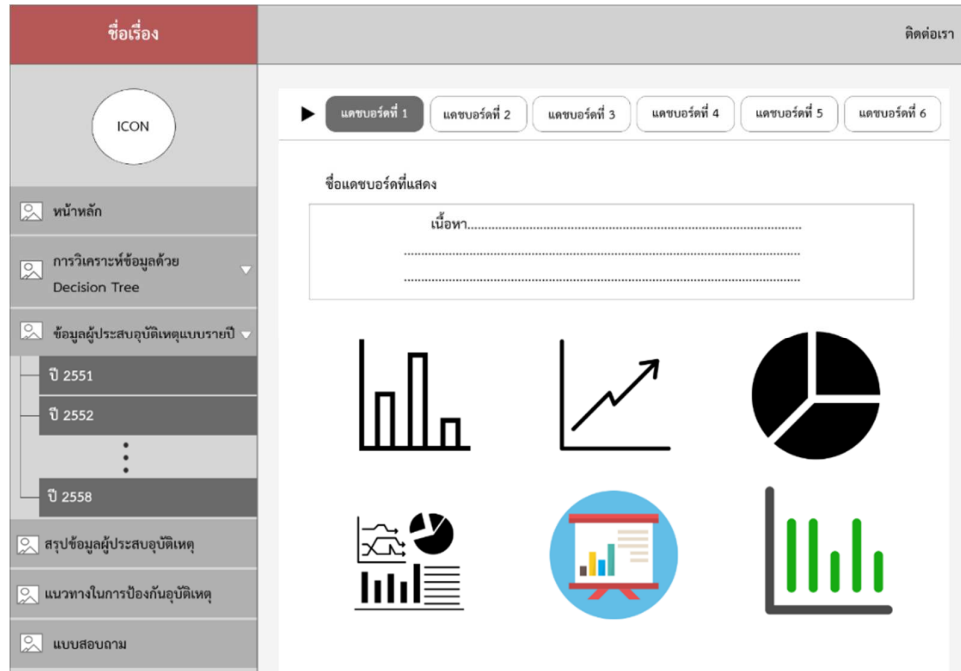 ชื่อเรื่อง
ติดต่อเรา
ICON
หน้าหลัก
การวิเคราะห์ข้อมูลด้วย
Decision Tree
ข้อมูลผู้ประสบอุบัติเหตุแบบรายปี
ปี 2551
ปี 2552
ปี 2558
สรุปข้อมูลผู้ประสบอุบัติเหตุ
แนวทางในการป้องกันอุบัติเหตุ
แบบสอบถาม
แดชบอร์ดที่ 1
แดชบอร์ดที่ 2
แดชบอร์ดที่ 3
แดชบอร์ดที่ 4
แดชบอร์ดที่ 5
แดชบอร์ดที่ 6
ชื่อแดชบอร์ดที่แสดง
เนื้อหา....................................................................................
....................................................................................................
....................................................................................................